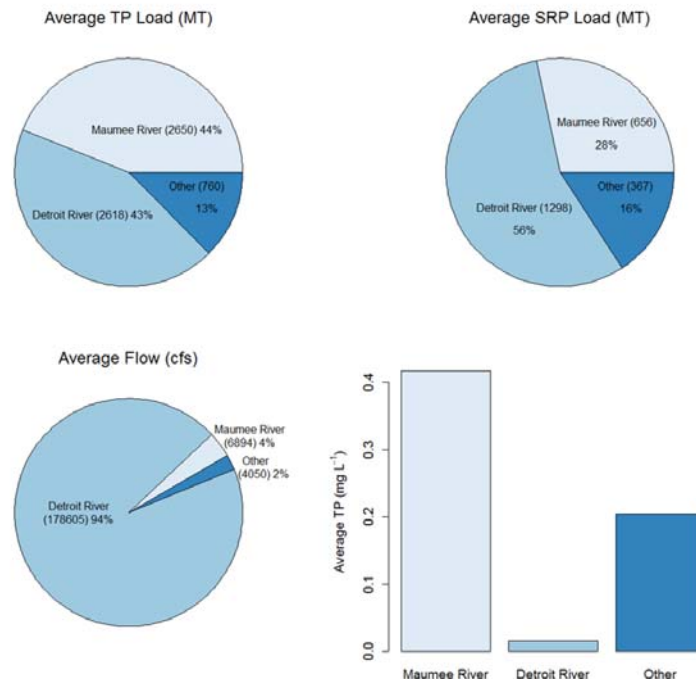 Average TP Load (MT)
Maumee River (2650) 44%
Other (760)
13%
Detroit River (2618) 43%
Average SRP Load (MT)
Maumee River (656)
28%
Other (367)
16%
Detroit River (1298)
56%
Average Flow (cfs)
Maumee River
(6894) 4%
Other
(4050) 2%
Detroit River
(178605) 94%
Average TP (mg L⁻¹)
0.4
0.3
0.2
0.1
0.0
Maumee River
Detroit River
Other